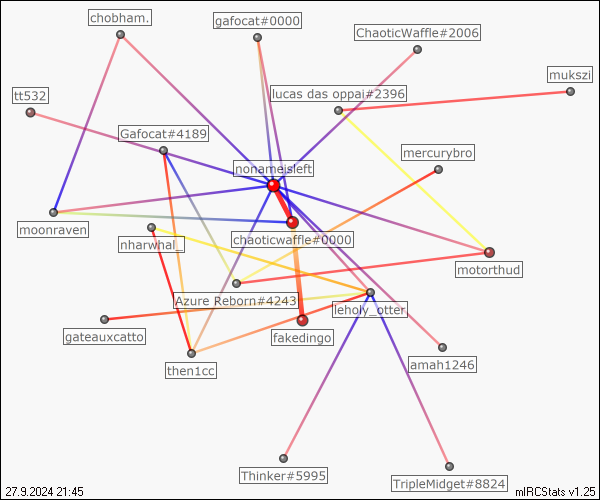 chobham.
gafocat#0000
ChaoticWaffle#2006
mukszi
tt532
lucas das oppai#2396
Gafocat#4189
mercurybro
nonameisleft
moonraven
chaoticwaffle#0000
nharwhal_
motorthud
Azure Reborn#4243
leholy_otter
gateauxcatto
fakedingo
amah1246
then1cc
Thinker#5995
TripleMidget#8824
27.9.2024 21:45
mIRCStats v1.25